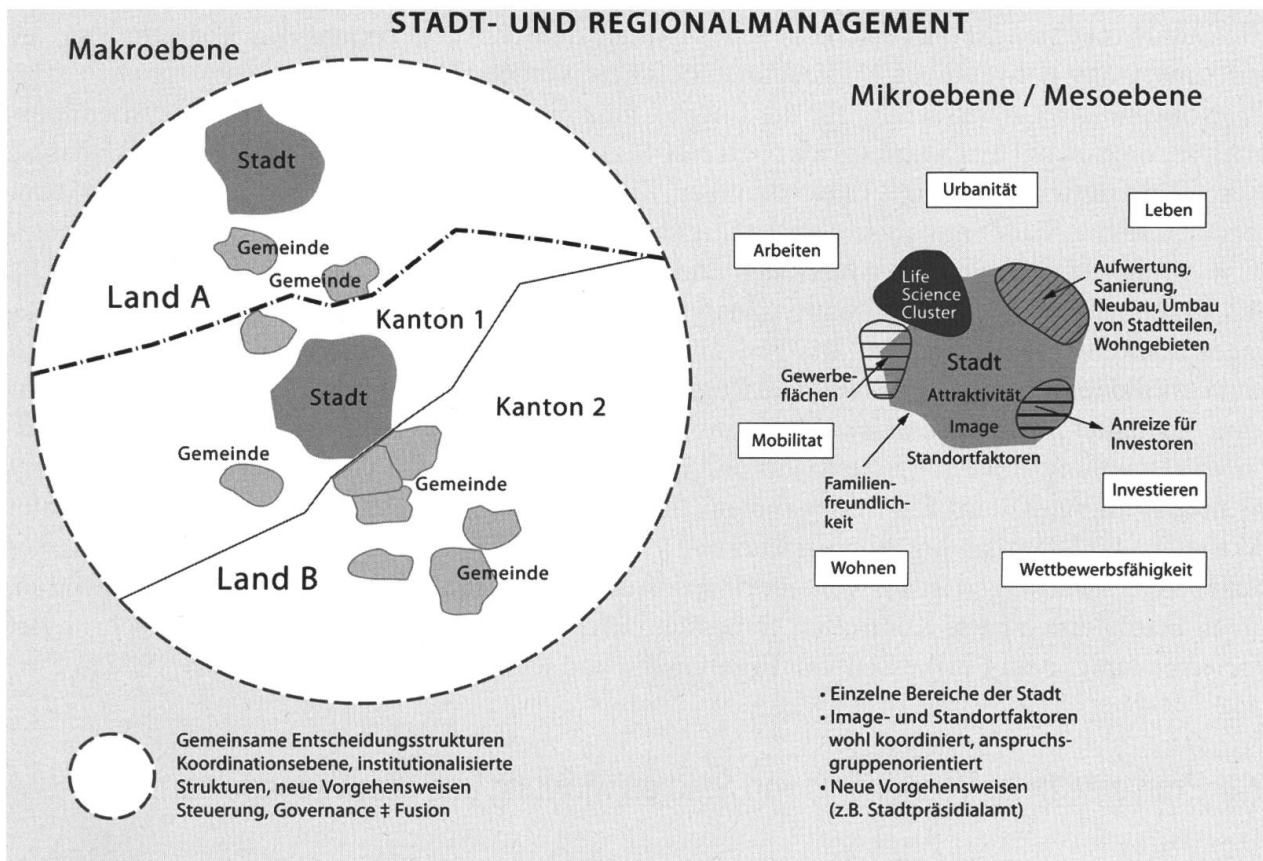 STADT- UND REGIONALMANAGEMENT
Makroebene
Stadt
Gemeinde
Gemeinde
Land A
Kanton 1
Stadt
Kanton 2
Gemeinde
Gemeinde
Land B
Gemeinde
Gemeinsame Entscheidungsstrukturen
Koordinationsebene, institutionalisierte
Strukturen, neue Vorgehensweisen
Steuerung, Governance ‡ Fusion
Mikroebene / Mesoebene
Urbanität
Leben
Arbeiten
Life
Science
Cluster
Aufwertung,
Sanierung,
Neubau, Umbau
von Stadtteilen,
Wohngebieten
Stadt
Gewerbe-
flächen
Attraktivität
Image
Standortfaktoren
Anreize für
Investoren
Mobilitat
Familien-
freundlich-
keit
Investieren
Wohnen
Wettbewerbsfähigkeit
• Einzelne Bereiche der Stadt
• Image- und Standortfaktoren
wohl koordiniert, anspruchs-
gruppenorientiert
• Neue Vorgehensweisen
(z.B. Stadtpräsidialamt)